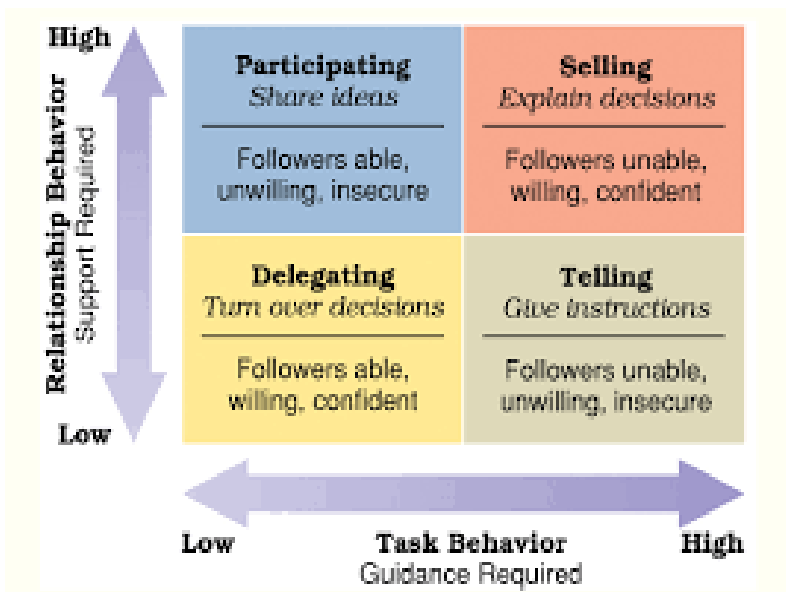 High
Relationship Behavior
Support Required
Low
Participating
Share ideas
Followers able,
unwilling, insecure
Selling
Explain decisions
Followers unable,
willing, confident
Delegating
Turn over decisions
Followers able,
willing, confident
Telling
Give instructions
Followers unable,
unwilling, insecure
Low
Task Behavior
High
Guidance Required